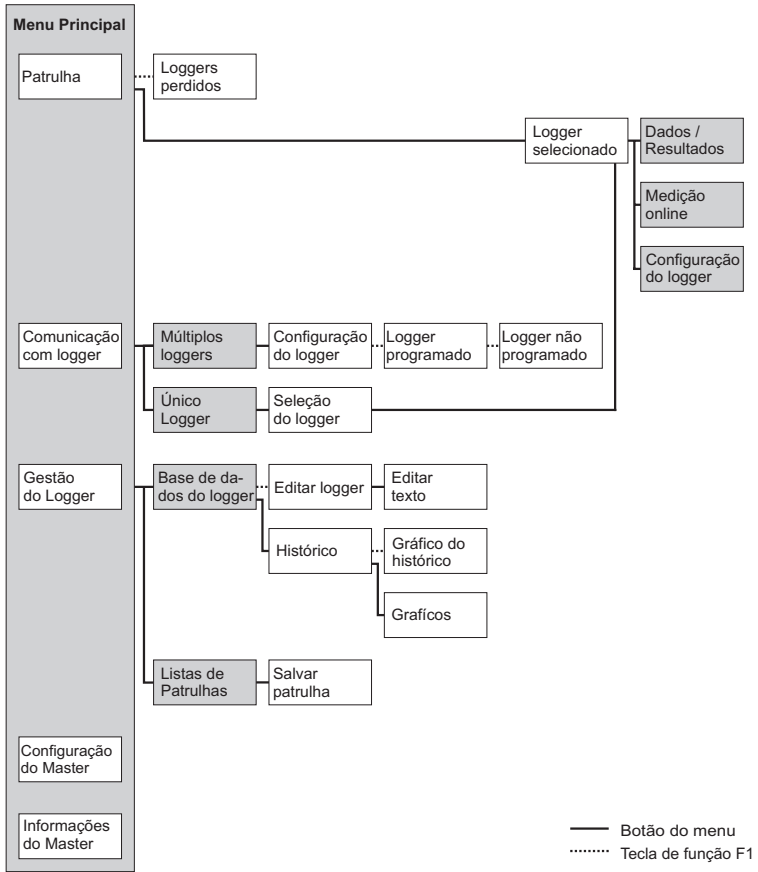 Menu Principal
Patrulha
Loggers
perdidos
Logger
selecionado
Dados /
Resultados
Medição
online
Configuração
do logger
Comunicação
com logger
Múltiplos
loggers
Configuração
do logger
Logger
programado
Logger não
programado
Único
Logger
Seleção
do logger
Gestão
do Logger
Base de da-
dos do logger
Editar logger
Editar
texto
Histórico
Gráfico do
histórico
Grafícos
Listas de
Patrulhas
Salvar
patrulha
Configuração
do Master
Informações
do Master
Botão do menu
Tecla de função F1